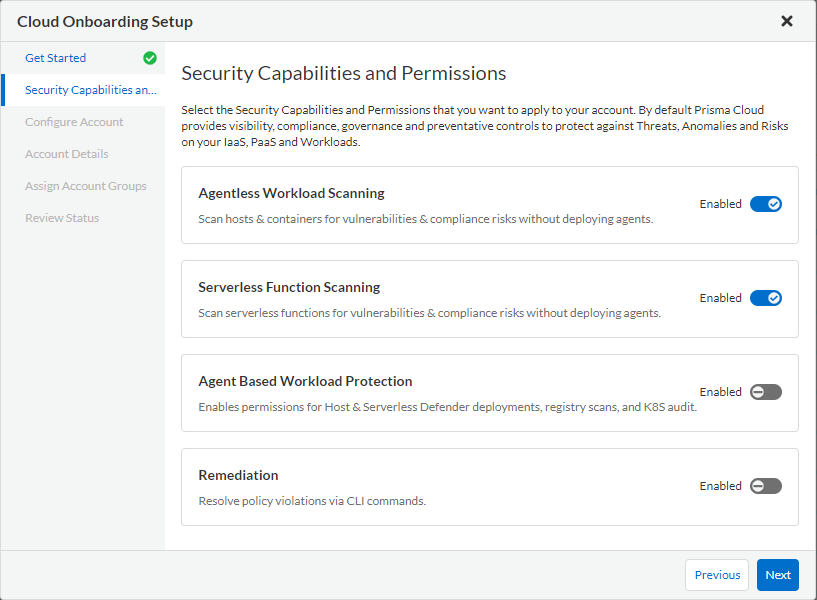 Cloud Onboarding Setup
Get Started
Security Capabilities an...
Configure Account
Account Details
Assign Account Groups
Review Status
Security Capabilities and Permissions
Select the Security Capabilities and Permissions that you want to apply to your account. By default Prisma Cloud
provides visibility, compliance, governance and preventative controls to protect against Threats, Anomalies and Risks
on your IaaS, PaaS and Workloads.
Agentless Workload Scanning
Scan hosts & containers for vulnerabilities & compliance risks without deploying agents.
Enabled
Serverless Function Scanning
Scan serverless functions for vulnerabilities & compliance risks without deploying agents.
Enabled
Agent Based Workload Protection
Enables permissions for Host & Serverless Defender deployments, registry scans, and K8S audit.
Enabled
Remediation
Resolve policy violations via CLI commands.
Enabled
Previous
Next